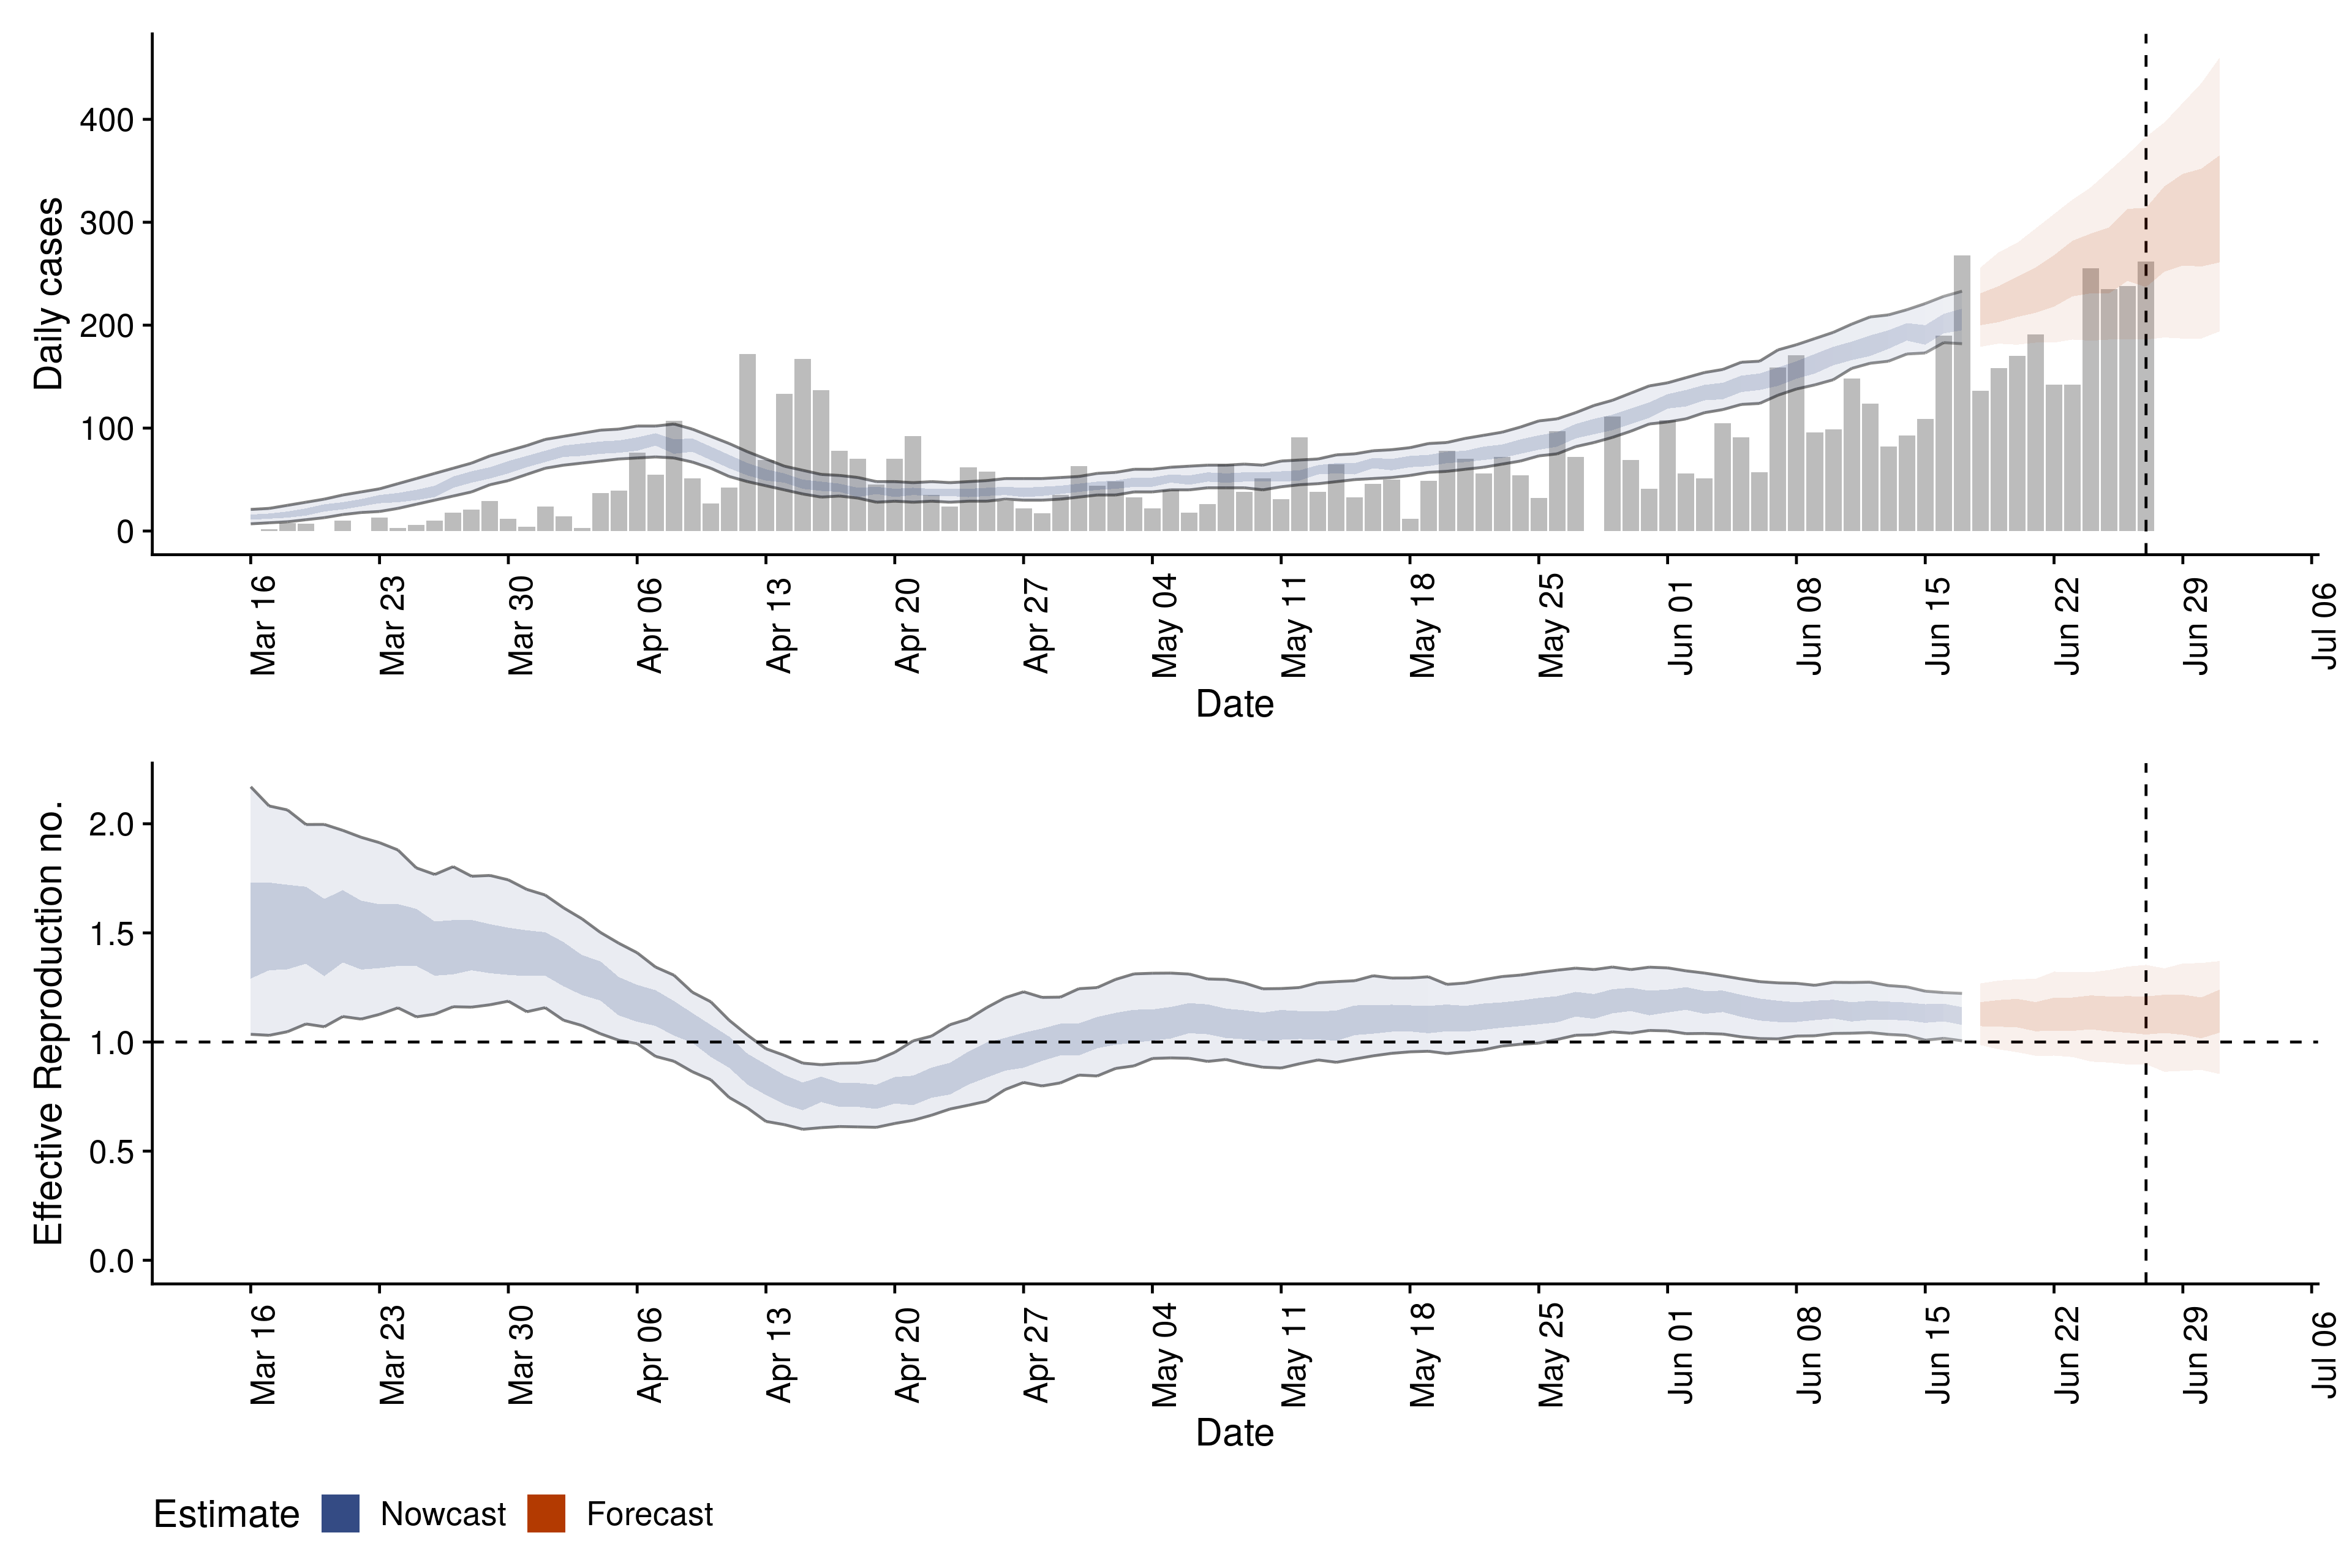 Daily cases
400
300
200
100
0
Mar 16
Mar 23
Mar 30
Apr 06
Apr 13
Apr 20
Apr 27
May 04
May 11
May 18
May 25
Jun 01
Jun 08
Jun 15
Jun 22
Jun 29
Jul 06
Date
Effective Reproduction no.
2.0
1.5
1.0
0.5
0.0
Mar 16
Mar 23
Mar 30
Apr 06
Apr 13
Apr 20
Apr 27
May 04
May 11
May 18
May 25
Jun 01
Jun 08
Jun 15
Jun 22
Jun 29
Jul 06
Date
Estimate Nowcast Forecast